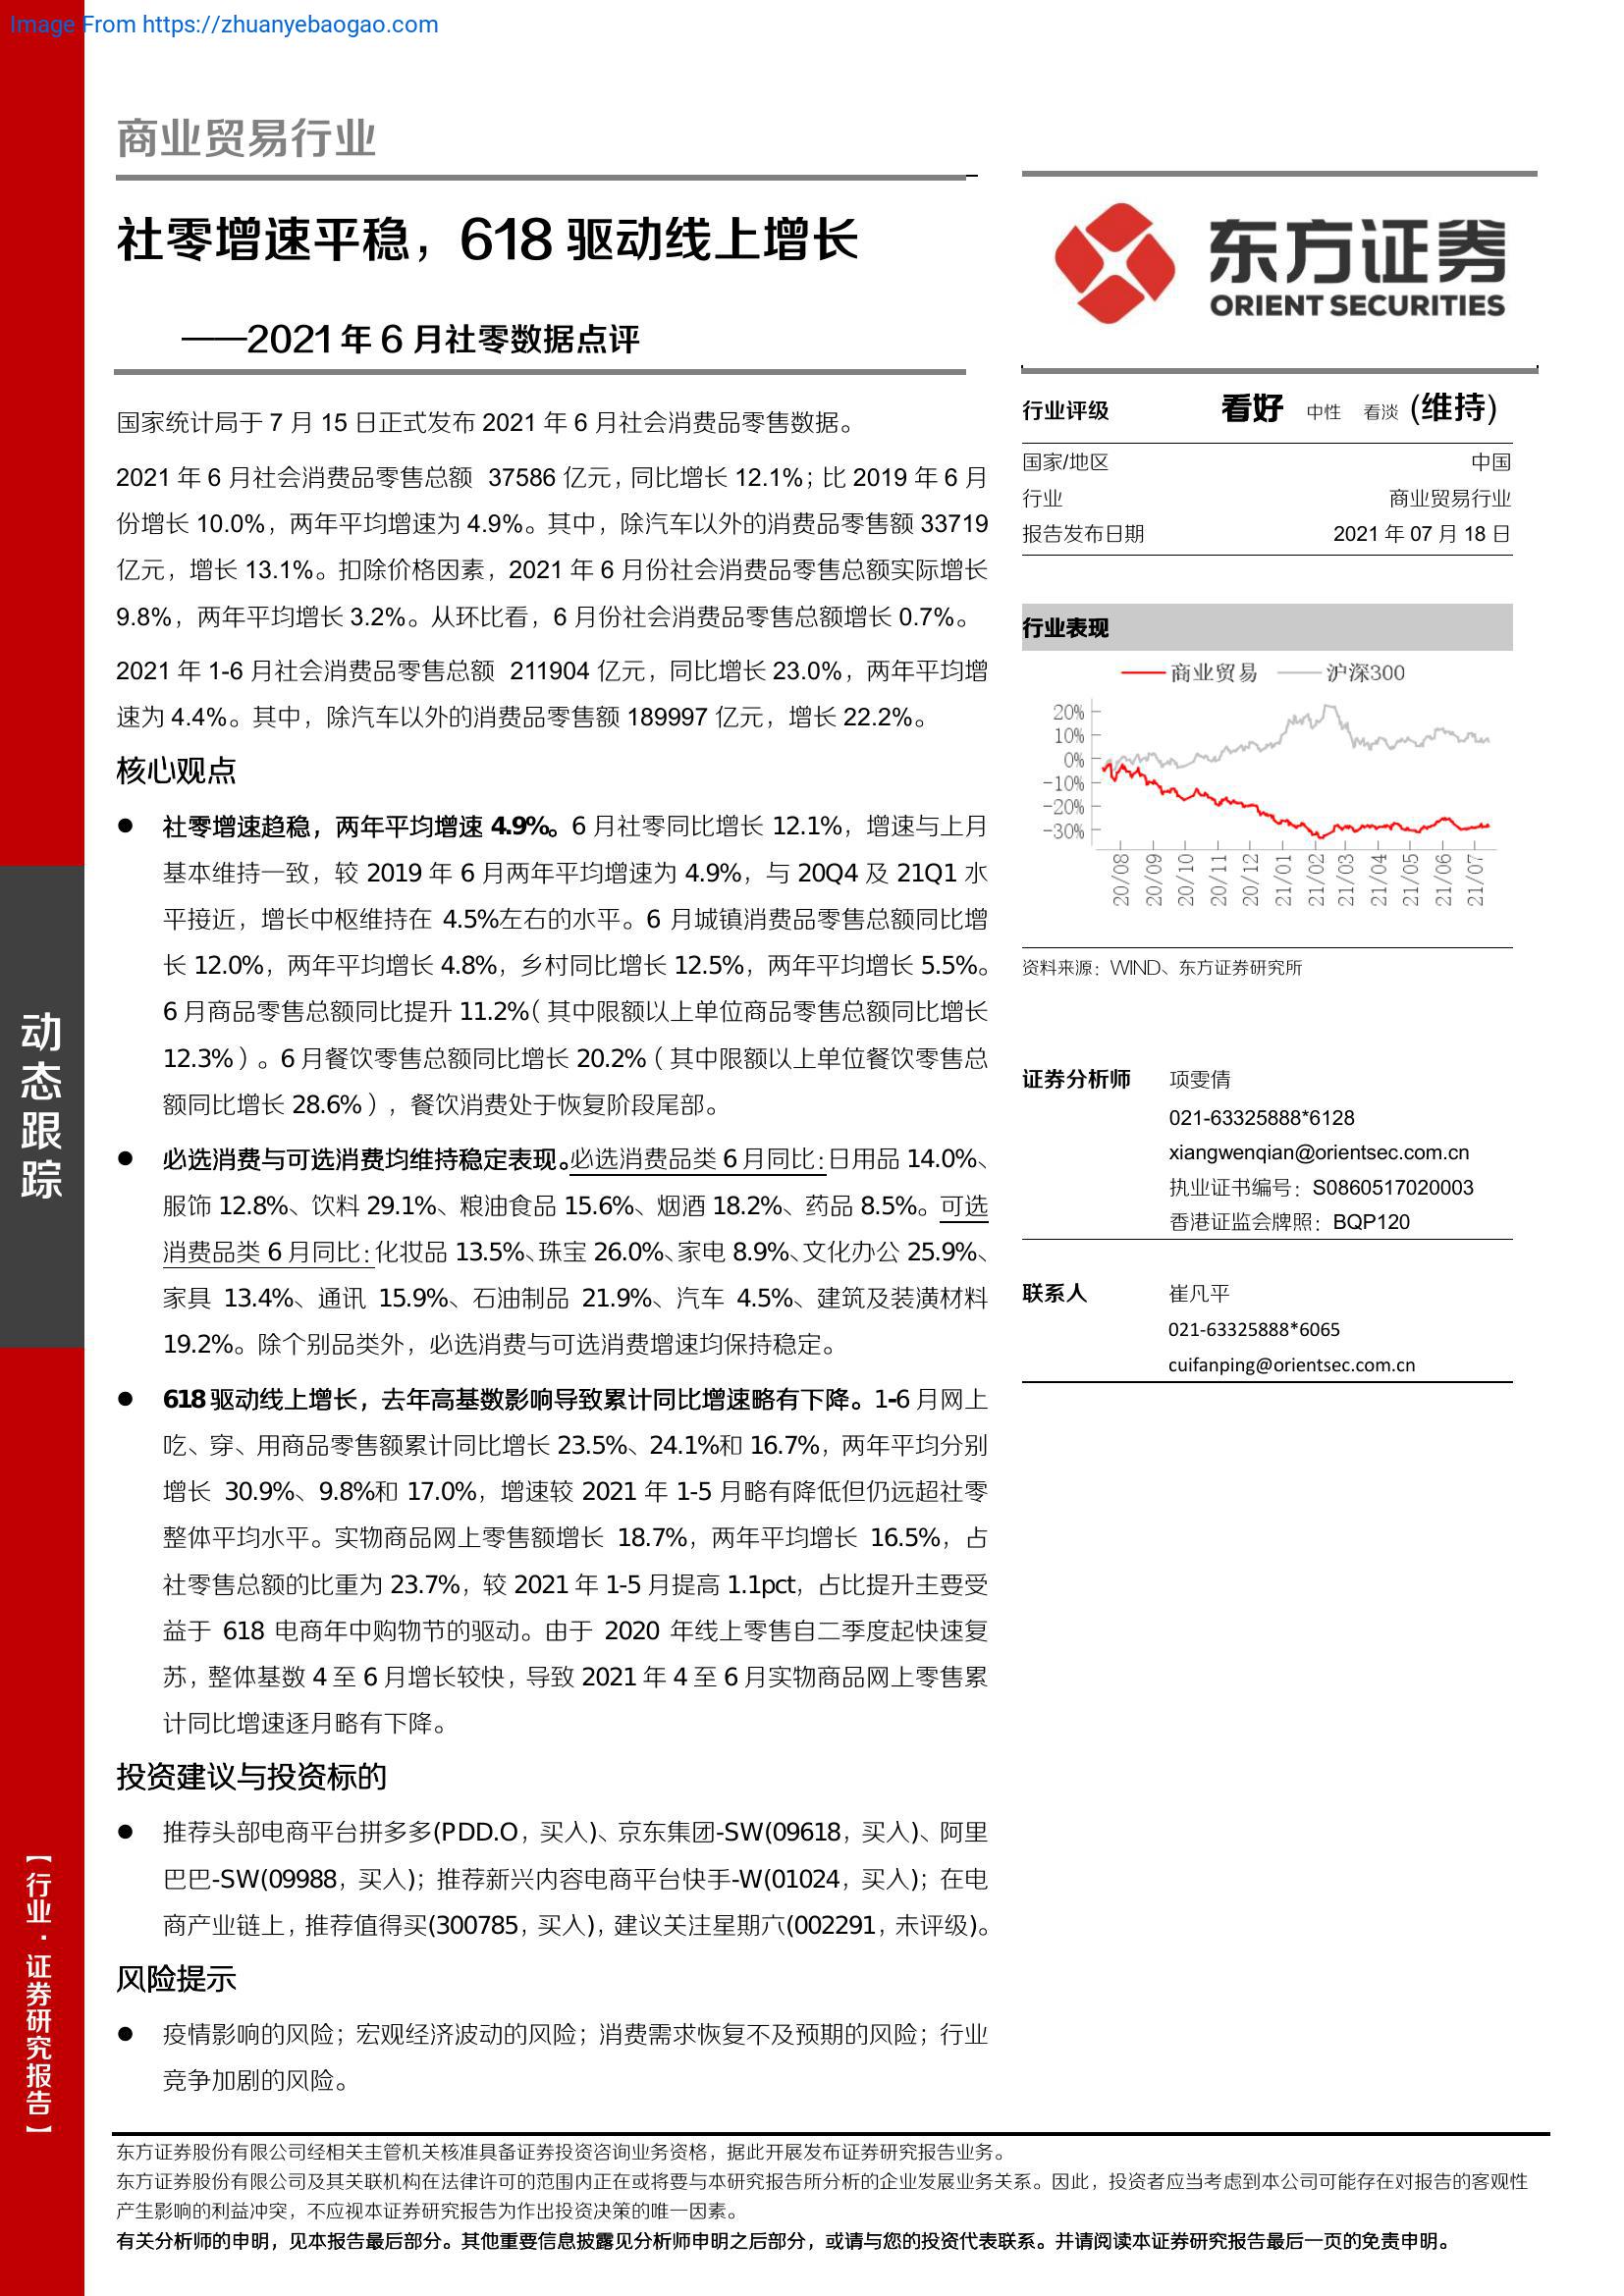 Image From https://zhuanyebaogao.com
商业贸易行业
社零增速平稳，618 驱动线上增长
——2021 年 6 月社零数据点评
国家统计局于 7 月 15 日正式发布 2021 年 6 月社会消费品零售数据。
2021 年 6 月社会消费品零售总额 37586 亿元，同比增长 12.1%；比 2019 年 6 月
份增长 10.0%，两年平均增速为 4.9%。其中，除汽车以外的消费品零售额 33719
亿元，增长 13.1%。扣除价格因素，2021 年 6 月份社会消费品零售总额实际增长
9.8%，两年平均增长 3.2%。从环比看，6 月份社会消费品零售总额增长 0.7%。
2021 年 1-6 月社会消费品零售总额 211904 亿元，同比增长 23.0%，两年平均增
速为 4.4%。其中，除汽车以外的消费品零售额 189997 亿元，增长 22.2%。
核心观点
● 社零增速趋稳，两年平均增速 4.9%。6 月社零同比增长 12.1%，增速与上月
基本维持一致，较 2019 年 6 月两年平均增速为 4.9%，与 20Q4 及 21Q1 水
平接近，增长中枢维持在 4.5%左右的水平。6 月城镇消费品零售总额同比增
长 12.0%，两年平均增长 4.8%，乡村同比增长 12.5%，两年平均增长 5.5%。
6 月商品零售总额同比提升 11.2%（其中限额以上单位商品零售总额同比增长
12.3%）。6 月餐饮零售总额同比增长 20.2%（其中限额以上单位餐饮零售总
额同比增长 28.6%），餐饮消费处于恢复阶段尾部。
● 必选消费与可选消费均维持稳定表现。必选消费品类 6 月同比：日用品 14.0%、
服饰 12.8%、饮料 29.1%、粮油食品 15.6%、烟酒 18.2%、药品 8.5%。可选
消费品类 6 月同比：化妆品 13.5%、珠宝 26.0%、家电 8.9%、文化办公 25.9%、
家具 13.4%、通讯 15.9%、石油制品 21.9%、汽车 4.5%、建筑及装潢材料
19.2%。除个别品类外，必选消费与可选消费增速均保持稳定。
● 618 驱动线上增长，去年高基数影响导致累计同比增速略有下降。1-6 月网上
吃、穿、用商品零售额累计同比增长 23.5%、24.1%和 16.7%，两年平均分别
增长 30.9%、9.8%和 17.0%，增速较 2021 年 1-5 月略有降低但仍远超社零
整体平均水平。实物商品网上零售额增长 18.7%，两年平均增长 16.5%，占
社零售总额的比重为 23.7%，较 2021 年 1-5 月提高 1.1pct，占比提升主要受
益于 618 电商年中购物节的驱动。由于 2020 年线上零售自二季度起快速复
苏，整体基数 4 至 6 月增长较快，导致 2021 年 4 至 6 月实物商品网上零售累
计同比增速逐月略有下降。
投资建议与投资标的
● 推荐头部电商平台拼多多(PDD.O，买入)、京东集团-SW(09618，买入)、阿里
巴巴-SW(09988，买入)；推荐新兴内容电商平台快手-W(01024，买入)；在电
商产业链上，推荐值得买(300785，买入)，建议关注星期六(002291，未评级)。
风险提示
● 疫情影响的风险；宏观经济波动的风险；消费需求恢复不及预期的风险；行业
竞争加剧的风险。
东方证券
ORIENT SECURITIES
行业评级 看好 中性 看淡 (维持)
国家/地区 中国
行业 商业贸易行业
报告发布日期 2021 年 07 月 18 日
行业表现
商业贸易 沪深300
20%
10%
0%
-10%
-20%
-30%
20/08 20/09 20/10 20/11 20/12 21/01 21/02 21/03 21/04 21/05 21/06 21/07
资料来源：WIND、东方证券研究所
证券分析师 项雯倩
021-63325888*6128
xiangwenqian@orientsec.com.cn
执业证书编号：S0860517020003
香港证监会牌照：BQP120
联系人 崔凡平
021-63325888*6065
cuifanping@orientsec.com.cn
动态跟踪
【行业·证券研究报告】
东方证券股份有限公司经相关主管机关核准具备证券投资咨询业务资格，据此开展发布证券研究报告业务。
东方证券股份有限公司及其关联机构在法律许可的范围内正在或将要与本研究报告所分析的企业发展业务关系。因此，投资者应当考虑到本公司可能存在对报告的客观性
产生影响的利益冲突，不应视本证券研究报告为作出投资决策的唯一因素。
有关分析师的申明，见本报告最后部分。其他重要信息披露见分析师申明之后部分，或请与您的投资代表联系。并请阅读本证券研究报告最后一页的免责申明。